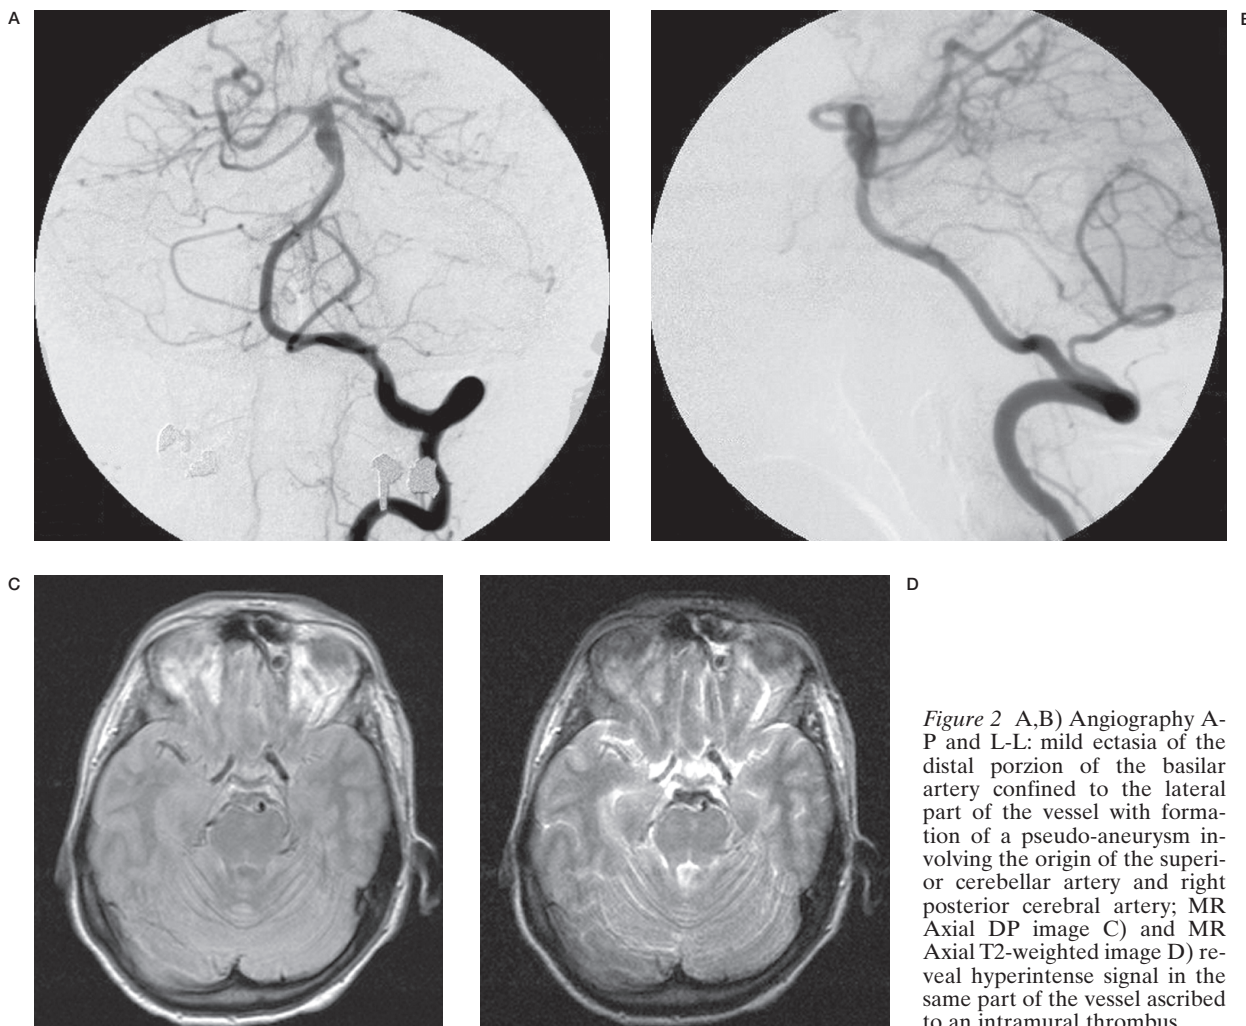 A
B
C
D
Figure 2 A,B) Angiography A-
P and L-L: mild ectasia of the
distal porzion of the basilar
artery confined to the lateral
part of the vessel with forma-
tion of a pseudo-aneurysm in-
volving the origin of the superi-
or cerebellar artery and right
posterior cerebral artery; MR
Axial DP image C) and MR
Axial T2-weighted image D) re-
veal hyperintense signal in the
same part of the vessel ascribed
to an intramural thrombus.